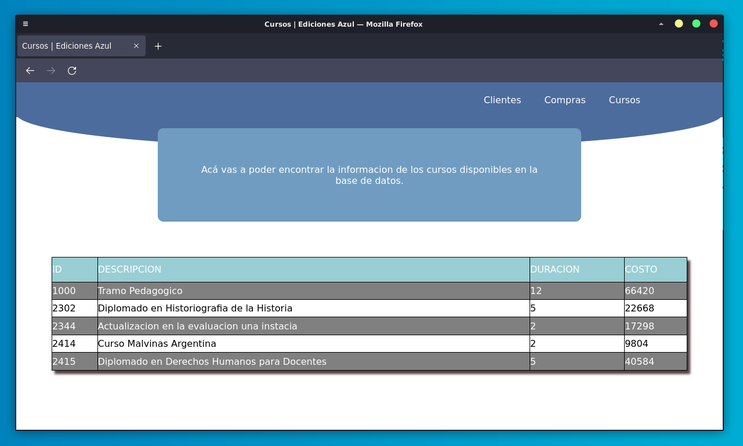 Cursos | Ediciones Azul — Mozilla Firefox
Cursos | Ediciones Azul
Clientes Compras Cursos
Acá vas a poder encontrar la informacion de los cursos disponibles en la
base de datos.
ID DESCRIPCION DURACION COSTO
1000 Tramo Pedagogico 12 66420
2302 Diplomado en Historiografia de la Historia 5 22668
2344 Actualizacion en la evaluacion una instacia 2 17298
2414 Curso Malvinas Argentina 2 9804
2415 Diplomado en Derechos Humanos para Docentes 5 40584